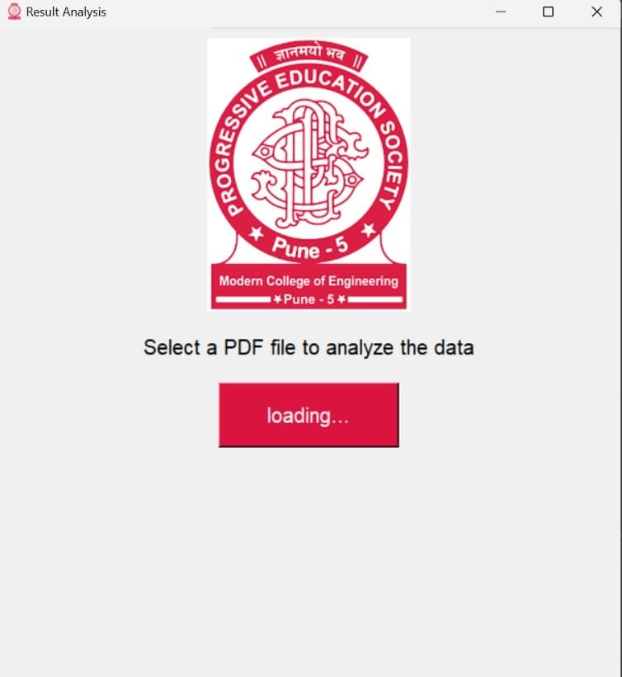 Result Analysis
|| ज्ञानमयो भव ||
PROGRESSIVE EDUCATION SOCIETY
Pune - 5
Modern College of Engineering
Pune - 5
Select a PDF file to analyze the data
loading...